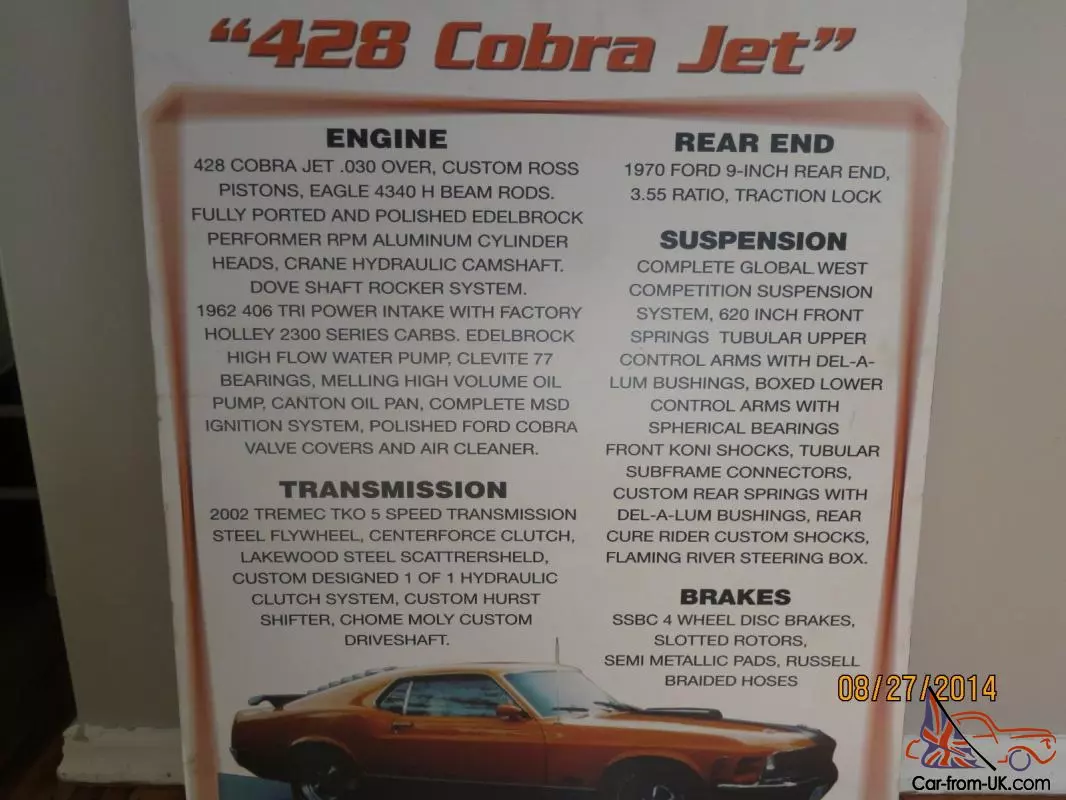 “428 Cobra Jet”
ENGINE
428 COBRA JET .030 OVER, CUSTOM ROSS
PISTONS, EAGLE 4340 H BEAM RODS.
FULLY PORTED AND POLISHED EDELBROCK
PERFORMER RPM ALUMINUM CYLINDER
HEADS, CRANE HYDRAULIC CAMSHAFT.
DOVE SHAFT ROCKER SYSTEM.
1962 406 TRI POWER INTAKE WITH FACTORY
HOLLEY 2300 SERIES CARBS. EDELBROCK
HIGH FLOW WATER PUMP, CLEVITE 77
BEARINGS, MELLING HIGH VOLUME OIL
PUMP, CANTON OIL PAN, COMPLETE MSD
IGNITION SYSTEM, POLISHED FORD COBRA
VALVE COVERS AND AIR CLEANER.
TRANSMISSION
2002 TREMEC TKO 5 SPEED TRANSMISSION
STEEL FLYWHEEL, CENTERFORCE CLUTCH,
LAKEWOOD STEEL SCATTRERSHELD,
CUSTOM DESIGNED 1 OF 1 HYDRAULIC
CLUTCH SYSTEM, CUSTOM HURST
SHIFTER, CHOME MOLY CUSTOM
DRIVESHAFT.
REAR END
1970 FORD 9-INCH REAR END,
3.55 RATIO, TRACTION LOCK
SUSPENSION
COMPLETE GLOBAL WEST
COMPETITION SUSPENSION
SYSTEM, 620 INCH FRONT
SPRINGS TUBULAR UPPER
CONTROL ARMS WITH DEL-A-
LUM BUSHINGS, BOXED LOWER
CONTROL ARMS WITH
SPHERICAL BEARINGS
FRONT KONI SHOCKS, TUBULAR
SUBFRAME CONNECTORS,
CUSTOM REAR SPRINGS WITH
DEL-A-LUM BUSHINGS, REAR
CURE RIDER CUSTOM SHOCKS,
FLAMING RIVER STEERING BOX.
BRAKES
SSBC 4 WHEEL DISC BRAKES,
SLOTTED ROTORS,
SEMI METALLIC PADS, RUSSELL
BRAIDED HOSES
08/27/2014
Car-from-UK.com